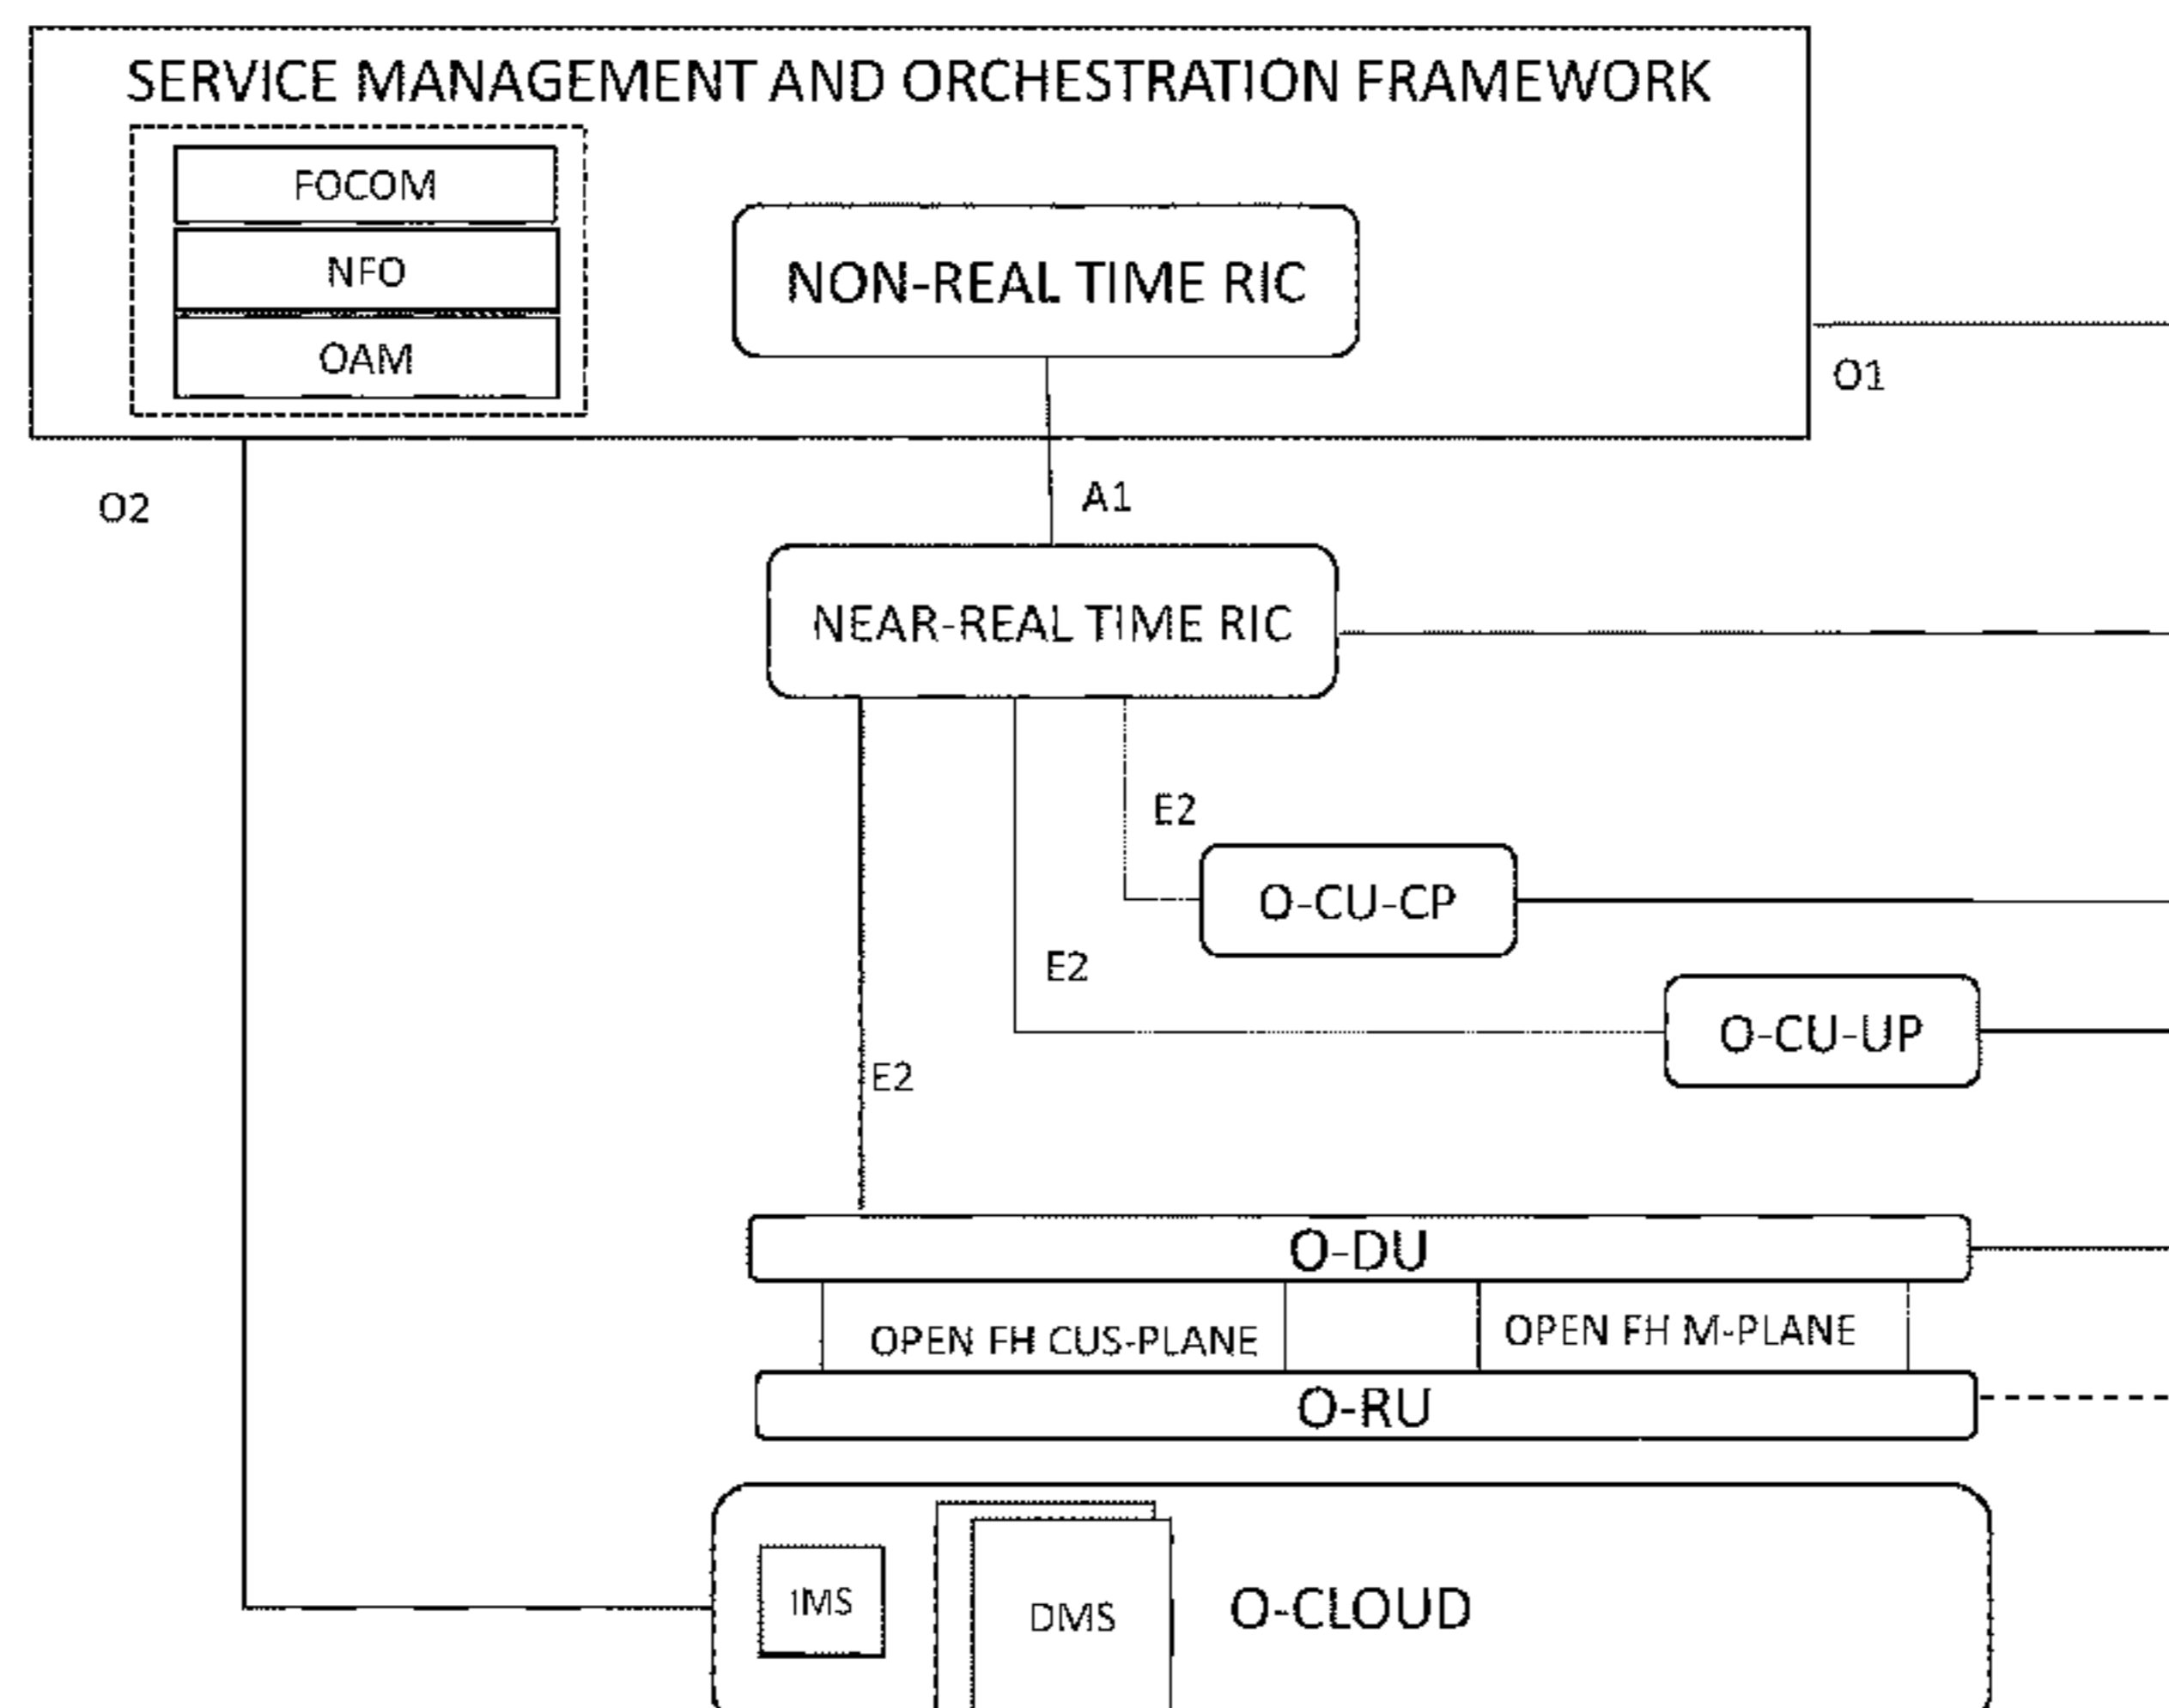 SERVICE MANAGEMENT AND ORCHESTRATION FRAMEWORK
FOCOM
NFO
OAM
NON-REAL TIME RIC
O1
O2
A1
NEAR-REAL TIME RIC
E2
O-CU-CP
E2
O-CU-UP
E2
O-DU
OPEN FH CUS-PLANE
OPEN FH M-PLANE
O-RU
IMS
DMS
O-CLOUD